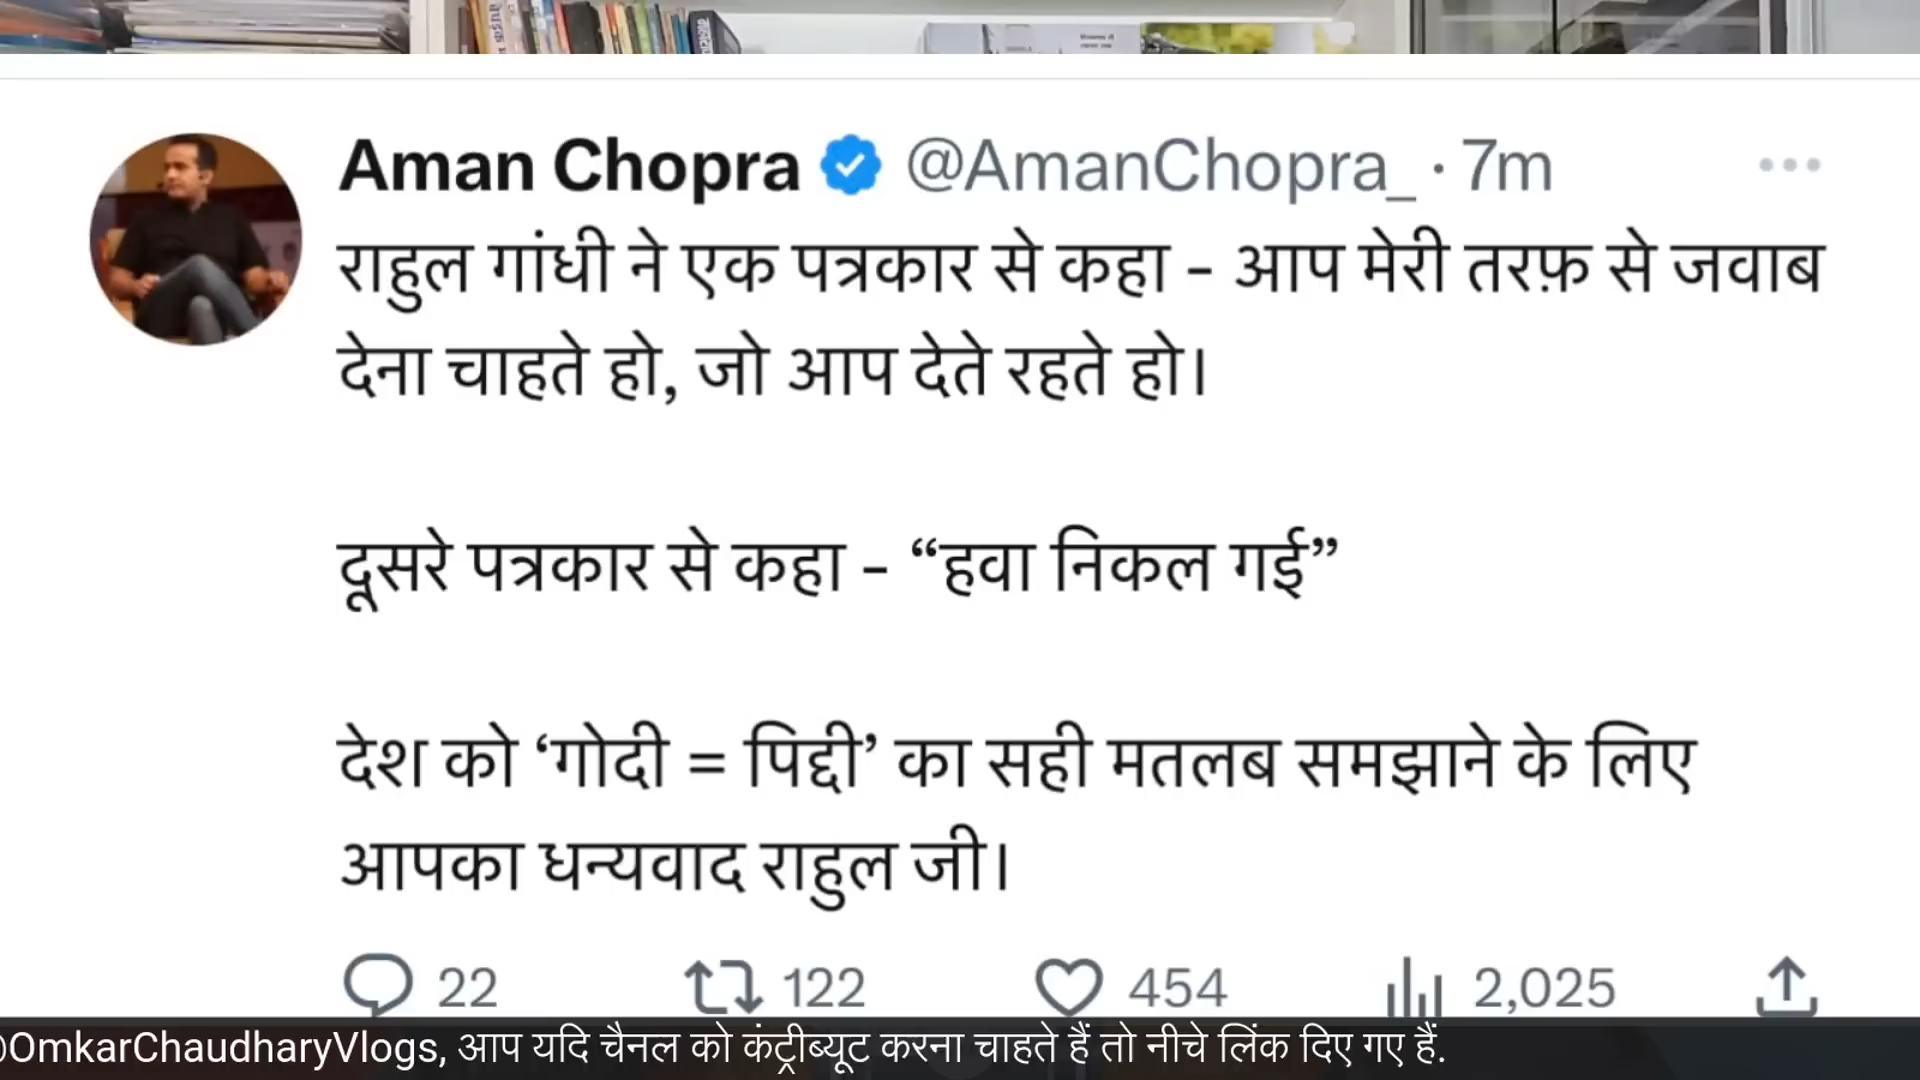 Aman Chopra @AmanChopra_ · 7m
राहुल गांधी ने एक पत्रकार से कहा - आप मेरी तरफ़ से जवाब
देना चाहते हो, जो आप देते रहते हो।
दूसरे पत्रकार से कहा - “हवा निकल गई”
देश को ‘गोदी = पिद्दी’ का सही मतलब समझाने के लिए
आपका धन्यवाद राहुल जी।
22 122 454 2,025
@OmkarChaudharyVlogs, आप यदि चैनल को कंट्रीब्यूट करना चाहते हैं तो नीचे लिंक दिए गए हैं.